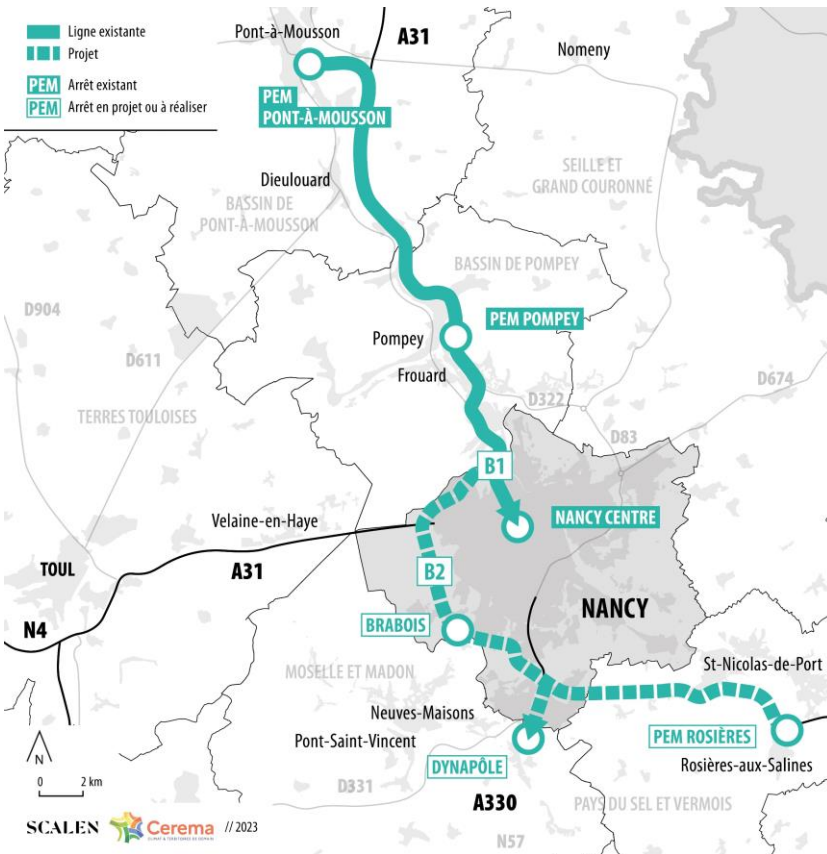 Ligne existante
Projet
PEM Arrêt existant
PEM Arrêt en projet ou à réaliser
Pont-à-Mousson
A31
Nomeny
PEM
PONT-À-MOUSSON
Dieulouard
BASSIN DE
PONT-À-MOUSSON
SEILLE ET
GRAND COURONNÉ
BASSIN DE POMPEY
D904
PEM POMPEY
Pompey
D611
Frouard
D322
D674
TERRES TOULOISES
D83
B1
Velaine-en-Haye
NANCY CENTRE
TOUL
A31
B2
NANCY
N4
BRABOIS
MOSELLE ET MADON
St-Nicolas-de-Port
Neuves-Maisons
Pont-Saint-Vincent
PEM ROSIÈRES
DYNAPÔLE
Rosières-aux-Salines
N
0 2 km
D331
A330
PAYS DU SEL ET VERMOIS
SCALEN Cerema // 2023
CLIMAT & TERRITOIRES DE DEMAIN
N57